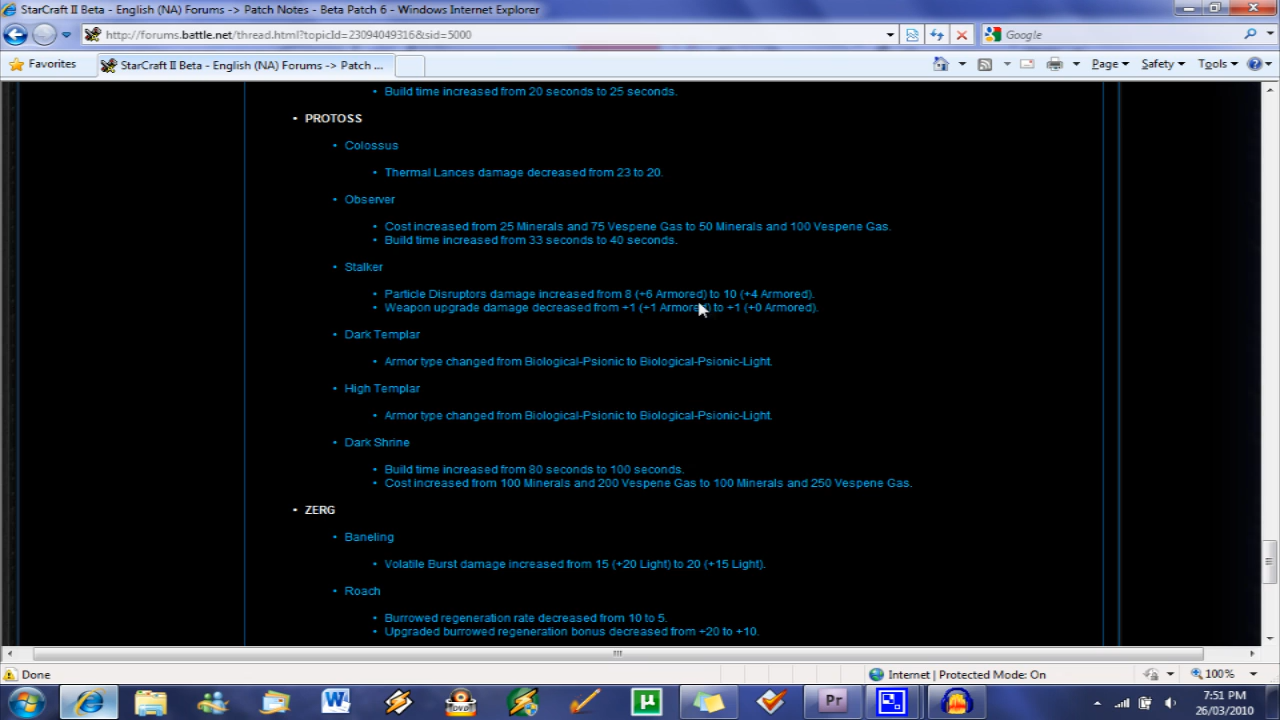 StarCraft II Beta - English (NA) Forums -> Patch Notes - Beta Patch 6 - Windows Internet Explorer
http://forums.battle.net/thread.html?topicId=23094049316&sid=5000
Google
Favorites
StarCraft II Beta - English (NA) Forums -> Patch ...
Page
Safety
Tools
• Build time increased from 20 seconds to 25 seconds.
• PROTOSS
• Colossus
• Thermal Lances damage decreased from 23 to 20.
• Observer
• Cost increased from 25 Minerals and 75 Vespene Gas to 50 Minerals and 100 Vespene Gas.
• Build time increased from 33 seconds to 40 seconds.
• Stalker
• Particle Disruptors damage increased from 8 (+6 Armored) to 10 (+4 Armored).
• Weapon upgrade damage decreased from +1 (+1 Armored) to +1 (+0 Armored).
• Dark Templar
• Armor type changed from Biological-Psionic to Biological-Psionic-Light.
• High Templar
• Armor type changed from Biological-Psionic to Biological-Psionic-Light.
• Dark Shrine
• Build time increased from 80 seconds to 100 seconds.
• Cost increased from 100 Minerals and 200 Vespene Gas to 100 Minerals and 250 Vespene Gas.
• ZERG
• Baneling
• Volatile Burst damage increased from 15 (+20 Light) to 20 (+15 Light).
• Roach
• Burrowed regeneration rate decreased from 10 to 5.
• Upgraded burrowed regeneration bonus decreased from +20 to +10.
Done
Internet | Protected Mode: On
100%
W
DVD
µ
Pr
7:51 PM
26/03/2010